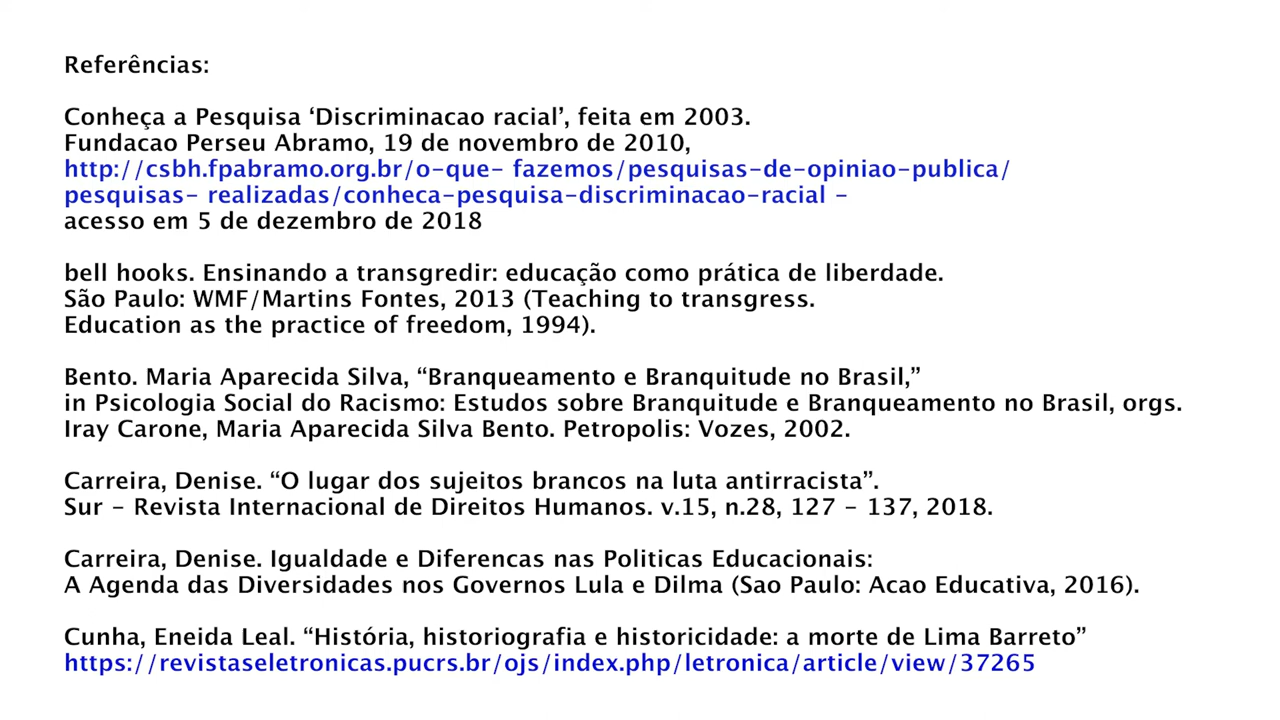 Referências:
Conheça a Pesquisa ‘Discriminacao racial’, feita em 2003.
Fundacao Perseu Abramo, 19 de novembro de 2010,
http://csbh.fpabramo.org.br/o-que- fazemos/pesquisas-de-opiniao-publica/
pesquisas- realizadas/conheca-pesquisa-discriminacao-racial -
acesso em 5 de dezembro de 2018
bell hooks. Ensinando a transgredir: educação como prática de liberdade.
São Paulo: WMF/Martins Fontes, 2013 (Teaching to transgress.
Education as the practice of freedom, 1994).
Bento. Maria Aparecida Silva, “Branqueamento e Branquitude no Brasil,”
in Psicologia Social do Racismo: Estudos sobre Branquitude e Branqueamento no Brasil, orgs.
Iray Carone, Maria Aparecida Silva Bento. Petropolis: Vozes, 2002.
Carreira, Denise. “O lugar dos sujeitos brancos na luta antirracista”.
Sur - Revista Internacional de Direitos Humanos. v.15, n.28, 127 - 137, 2018.
Carreira, Denise. Igualdade e Diferencas nas Politicas Educacionais:
A Agenda das Diversidades nos Governos Lula e Dilma (Sao Paulo: Acao Educativa, 2016).
Cunha, Eneida Leal. “História, historiografia e historicidade: a morte de Lima Barreto”
https://revistaseletronicas.pucrs.br/ojs/index.php/letronica/article/view/37265